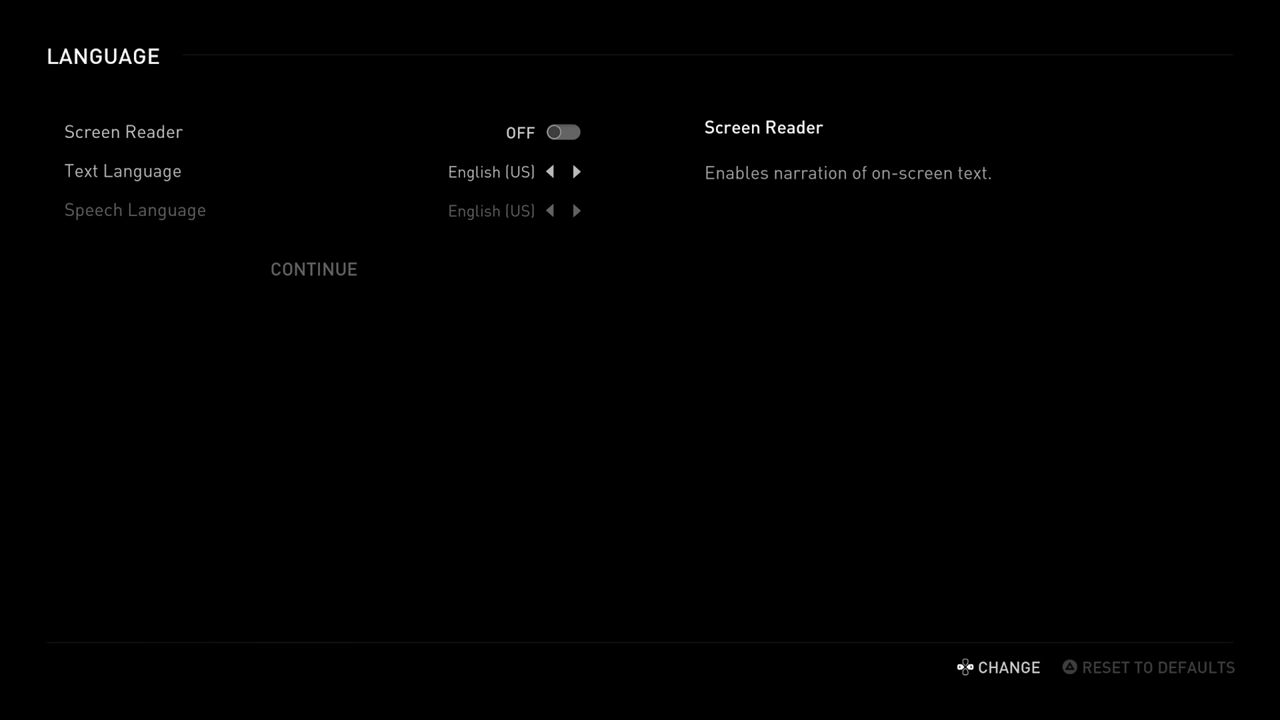 LANGUAGE
Screen Reader OFF
Text Language English (US)
Speech Language English (US)
CONTINUE
Screen Reader
Enables narration of on-screen text.
CHANGE RESET TO DEFAULTS